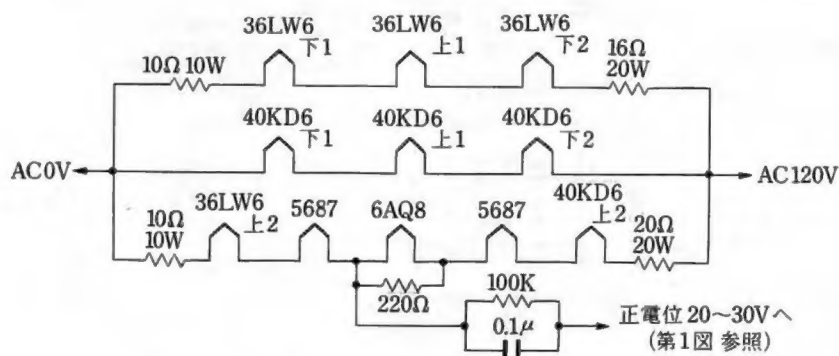 36LW6
下1
36LW6
上1
36LW6
下2
10Ω 10W
16Ω
20W
40KD6
下1
40KD6
上1
40KD6
下2
AC0V
AC120V
10Ω
10W
36LW6
上2
5687
6AQ8
5687
40KD6
上2
20Ω
20W
220Ω
100K
0.1μ
正電位 20～30Vへ
(第1図 参照)